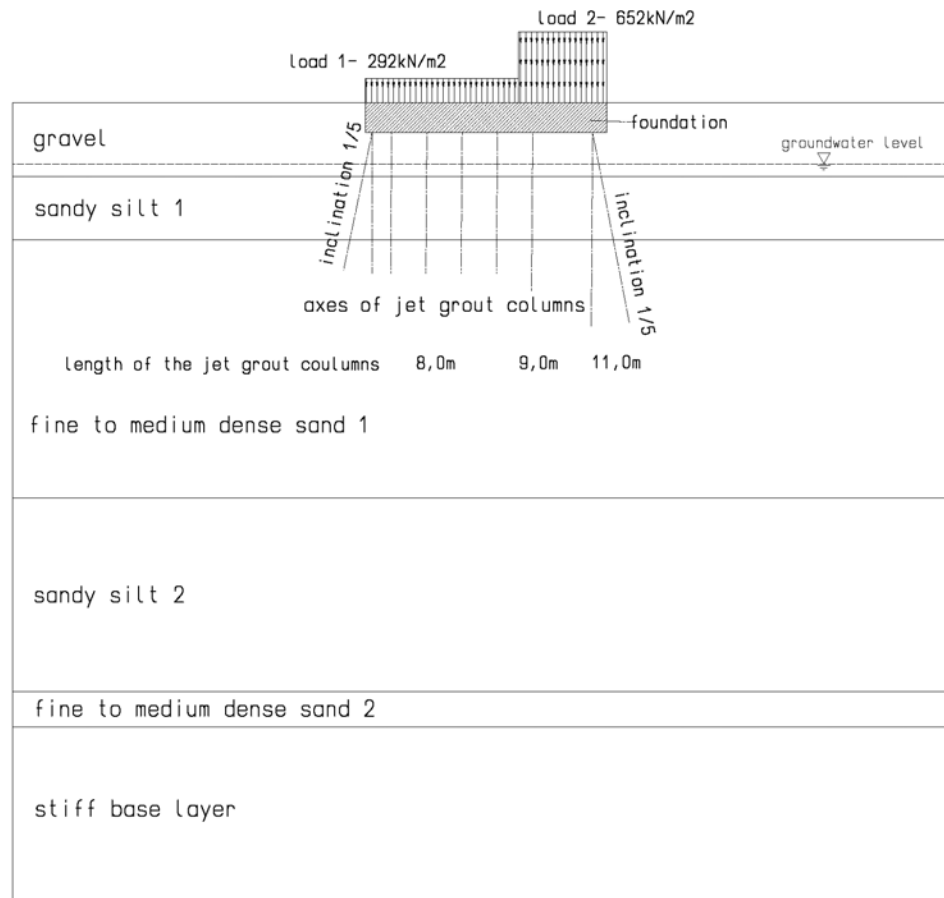 load 2- 652kN/m2
load 1- 292kN/m2
foundation
gravel
groundwater level
inclination 1/5
sandy silt 1
inclination 1/5
axes of jet grout columns
length of the jet grout coulumns 8,0m 9,0m 11,0m
fine to medium dense sand 1
sandy silt 2
fine to medium dense sand 2
stiff base layer